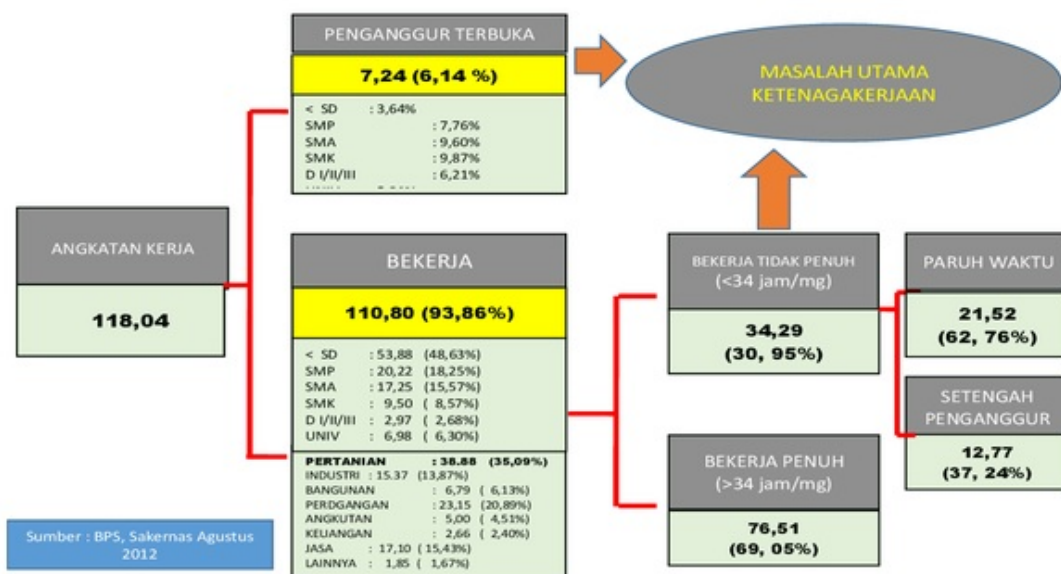 PENGANGGUR TERBUKA
7,24 (6,14 %)
< SD : 3,64%
SMP : 7,76%
SMA : 9,60%
SMK : 9,87%
D I/II/III : 6,21%
MASALAH UTAMA
KETENAGAKERJAAN
ANGKATAN KERJA
118,04
BEKERJA
110,80 (93,86%)
< SD : 53,88 (48,63%)
SMP : 20,22 (18,25%)
SMA : 17,25 (15,57%)
SMK : 9,50 ( 8,57%)
D I/II/III : 2,97 ( 2,68%)
UNIV : 6,98 ( 6,30%)
PERTANIAN : 38.88 (35,09%)
INDUSTRI : 15.37 (13,87%)
BANGUNAN : 6,79 ( 6,13%)
PERDGANGAN : 23,15 (20,89%)
ANGKUTAN : 5,00 ( 4,51%)
KEUANGAN : 2,66 ( 2,40%)
JASA : 17,10 ( 15,43%)
LAINNYA : 1,85 ( 1,67%)
BEKERJA TIDAK PENUH
(<34 jam/mg)
34,29
(30, 95%)
PARUH WAKTU
21,52
(62, 76%)
SETENGAH
PENGANGGUR
12,77
(37, 24%)
BEKERJA PENUH
(>34 jam/mg)
76,51
(69, 05%)
Sumber : BPS, Sakernas Agustus
2012